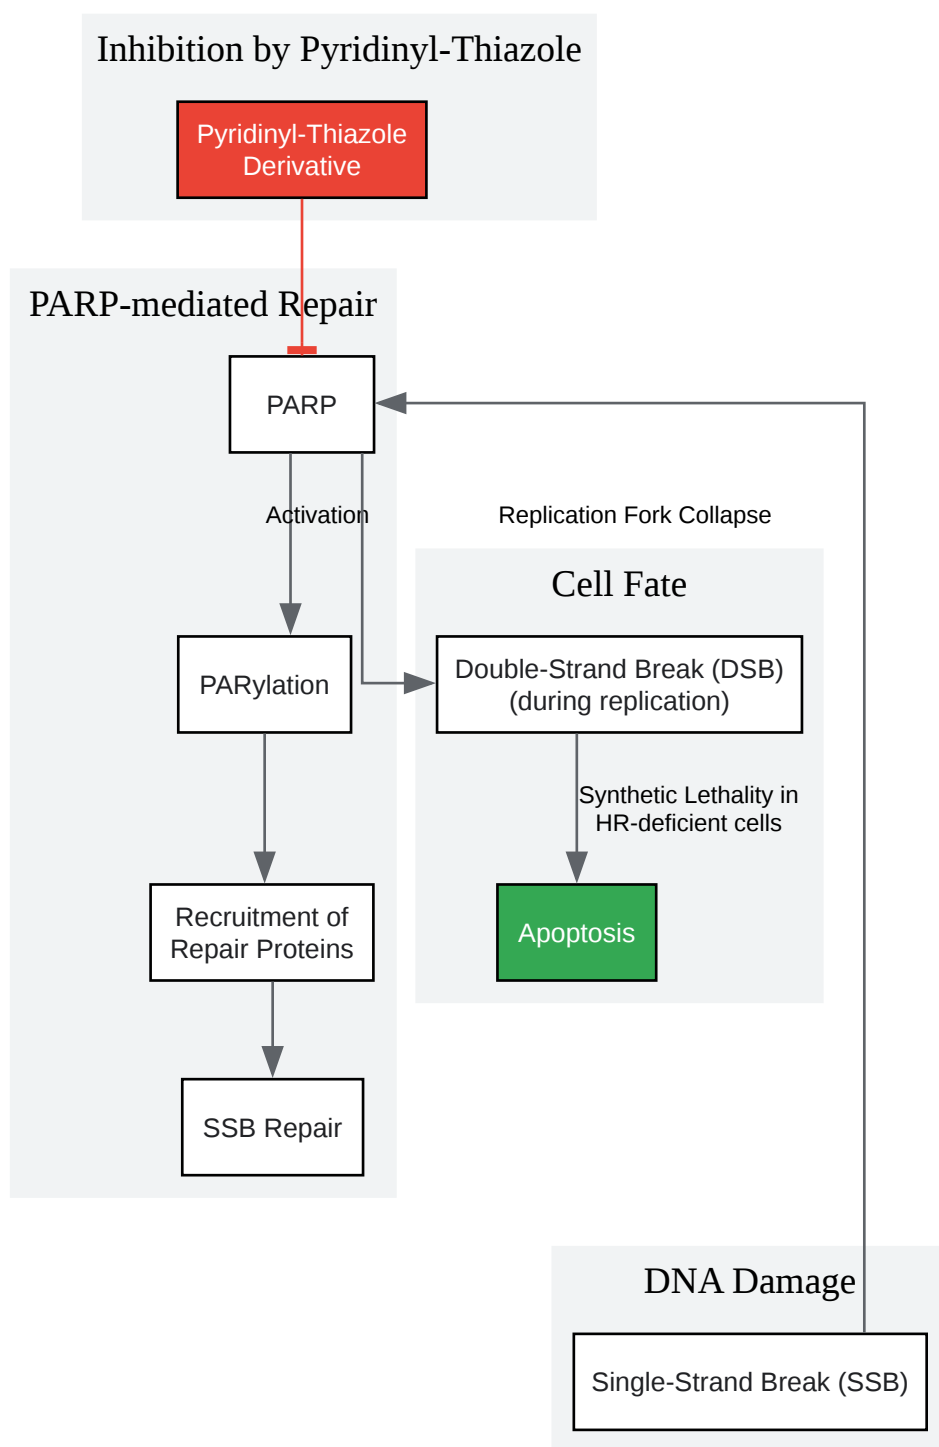 Inhibition by Pyridinyl-Thiazole
Pyridinyl-Thiazole
Derivative
PARP-mediated Repair
PARP
Activation
Replication Fork Collapse
Cell Fate
PARylation
Double-Strand Break (DSB)
(during replication)
Synthetic Lethality in
HR-deficient cells
Recruitment of
Repair Proteins
Apoptosis
SSB Repair
DNA Damage
Single-Strand Break (SSB)